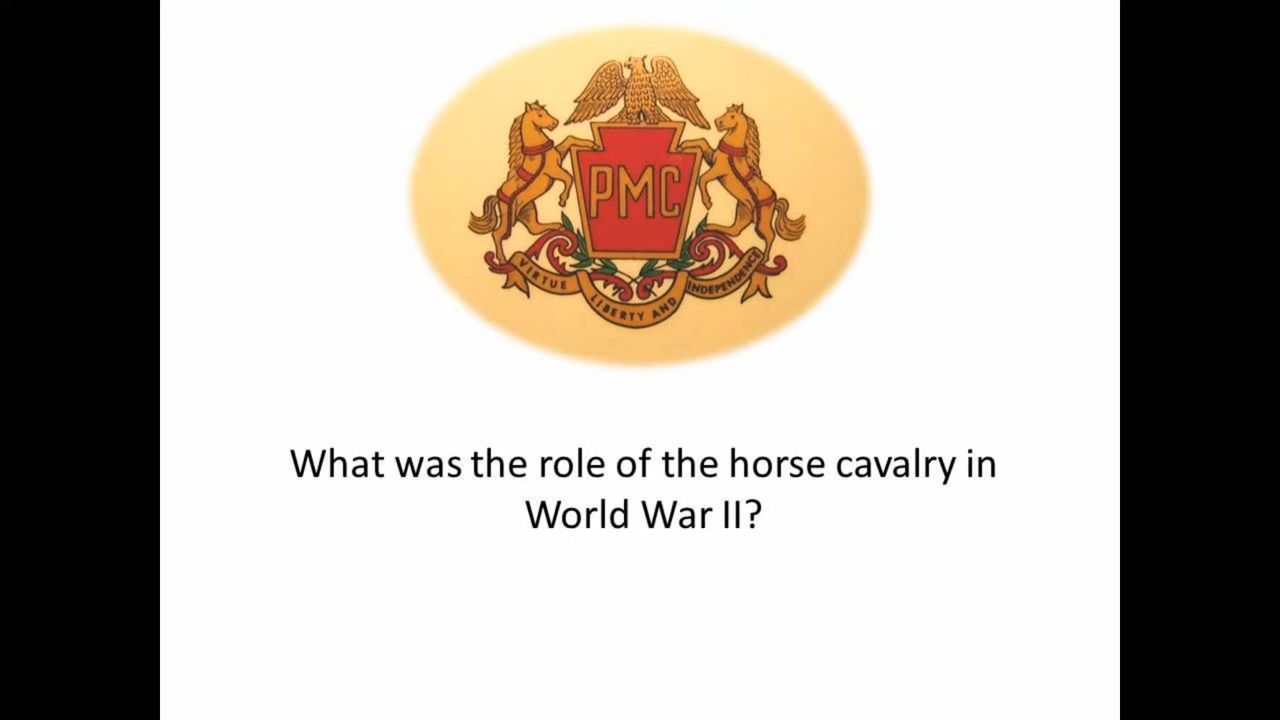 PMC
VIRTUE LIBERTY AND INDEPENDENCE
What was the role of the horse cavalry in
World War II?